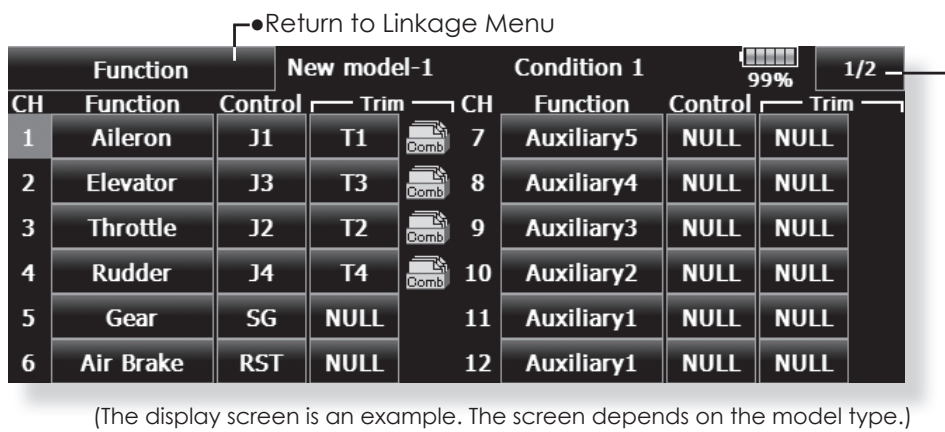 ●Return to Linkage Menu
Function New model-1 Condition 1 99% 1/2
CH Function Control Trim CH Function Control Trim
1 Aileron J1 T1 Comb 7 Auxiliary5 NULL NULL
2 Elevator J3 T3 Comb 8 Auxiliary4 NULL NULL
3 Throttle J2 T2 Comb 9 Auxiliary3 NULL NULL
4 Rudder J4 T4 Comb 10 Auxiliary2 NULL NULL
5 Gear SG NULL 11 Auxiliary1 NULL NULL
6 Air Brake RST NULL 12 Auxiliary1 NULL NULL
(The display screen is an example. The screen depends on the model type.)